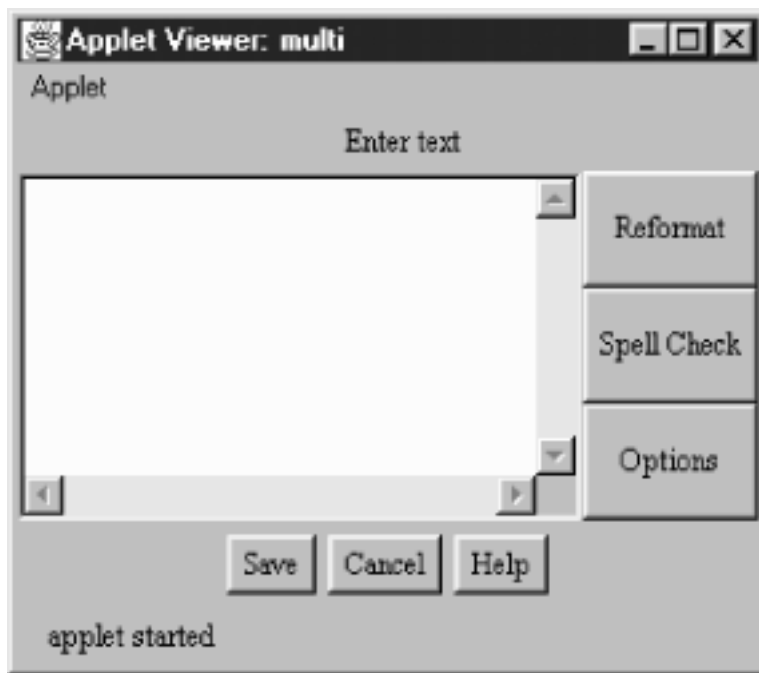 Applet Viewer: multi
Applet
Enter text
Reformat
Spell Check
Options
Save Cancel Help
applet started